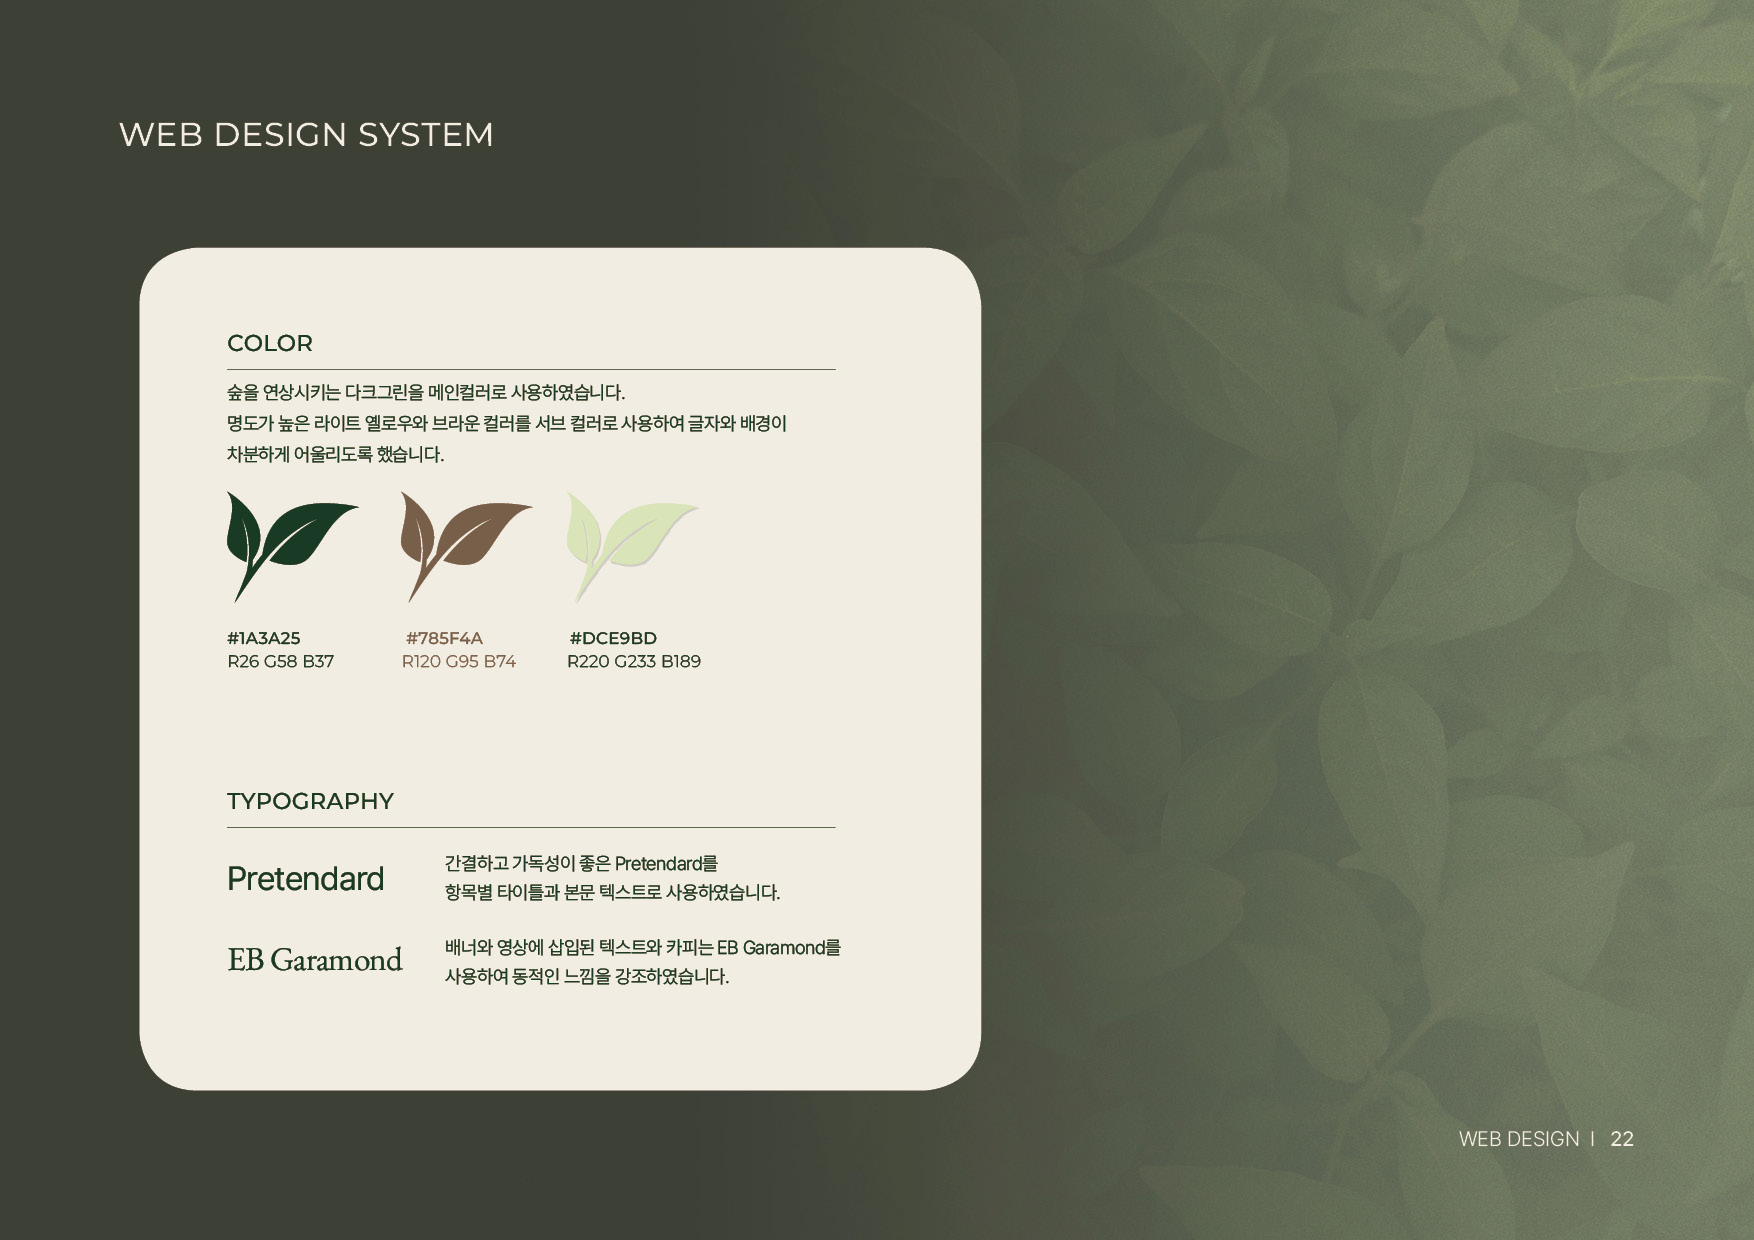 WEB DESIGN SYSTEM
COLOR
숲을 연상시키는 다크그린을 메인컬러로 사용하였습니다.
명도가 높은 라이트 옐로우와 브라운 컬러를 서브 컬러로 사용하여 글자와 배경이
차분하게 어울리도록 했습니다.
#1A3A25 #785F4A #DCE9BD
R26 G58 B37 R120 G95 B74 R220 G233 B189
TYPOGRAPHY
Pretendard
간결하고 가독성이 좋은 Pretendard를
항목별 타이틀과 본문 텍스트로 사용하였습니다.
EB Garamond
배너와 영상에 삽입된 텍스트와 카피는 EB Garamond를
사용하여 동적인 느낌을 강조하였습니다.
WEB DESIGN | 22